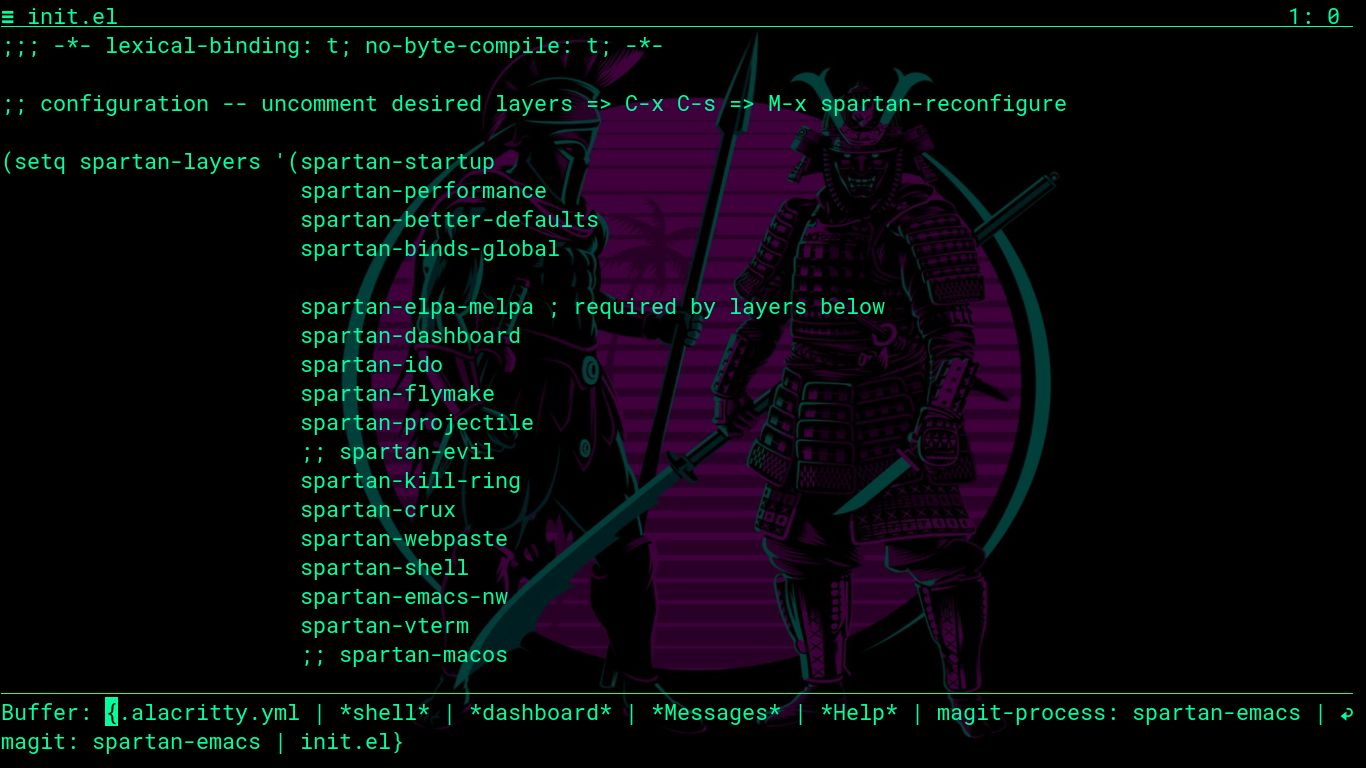 ≡ init.el 1: 0
;;; -*- lexical-binding: t; no-byte-compile: t; -*-
;; configuration -- uncomment desired layers => C-x C-s => M-x spartan-reconfigure
(setq spartan-layers '(spartan-startup
spartan-performance
spartan-better-defaults
spartan-binds-global
spartan-elpa-melpa ; required by layers below
spartan-dashboard
spartan-ido
spartan-flymake
spartan-projectile
;; spartan-evil
spartan-kill-ring
spartan-crux
spartan-webpaste
spartan-shell
spartan-emacs-nw
spartan-vterm
;; spartan-macos
Buffer: {.alacritty.yml | *shell* | *dashboard* | *Messages* | *Help* | magit-process: spartan-emacs | ↩
magit: spartan-emacs | init.el}